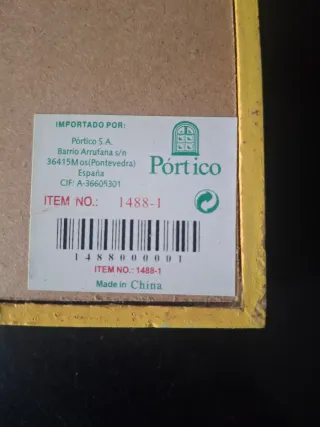 IMPORTADO POR:
Pórtico S.A.
Barrio Arrufana s/n
36415Mos(Pontevedra)
España
CIF: A-36605301
Pórtico
ITEM NO.: 1488-1
1488000001
ITEM NO.: 1488-1
Made in China